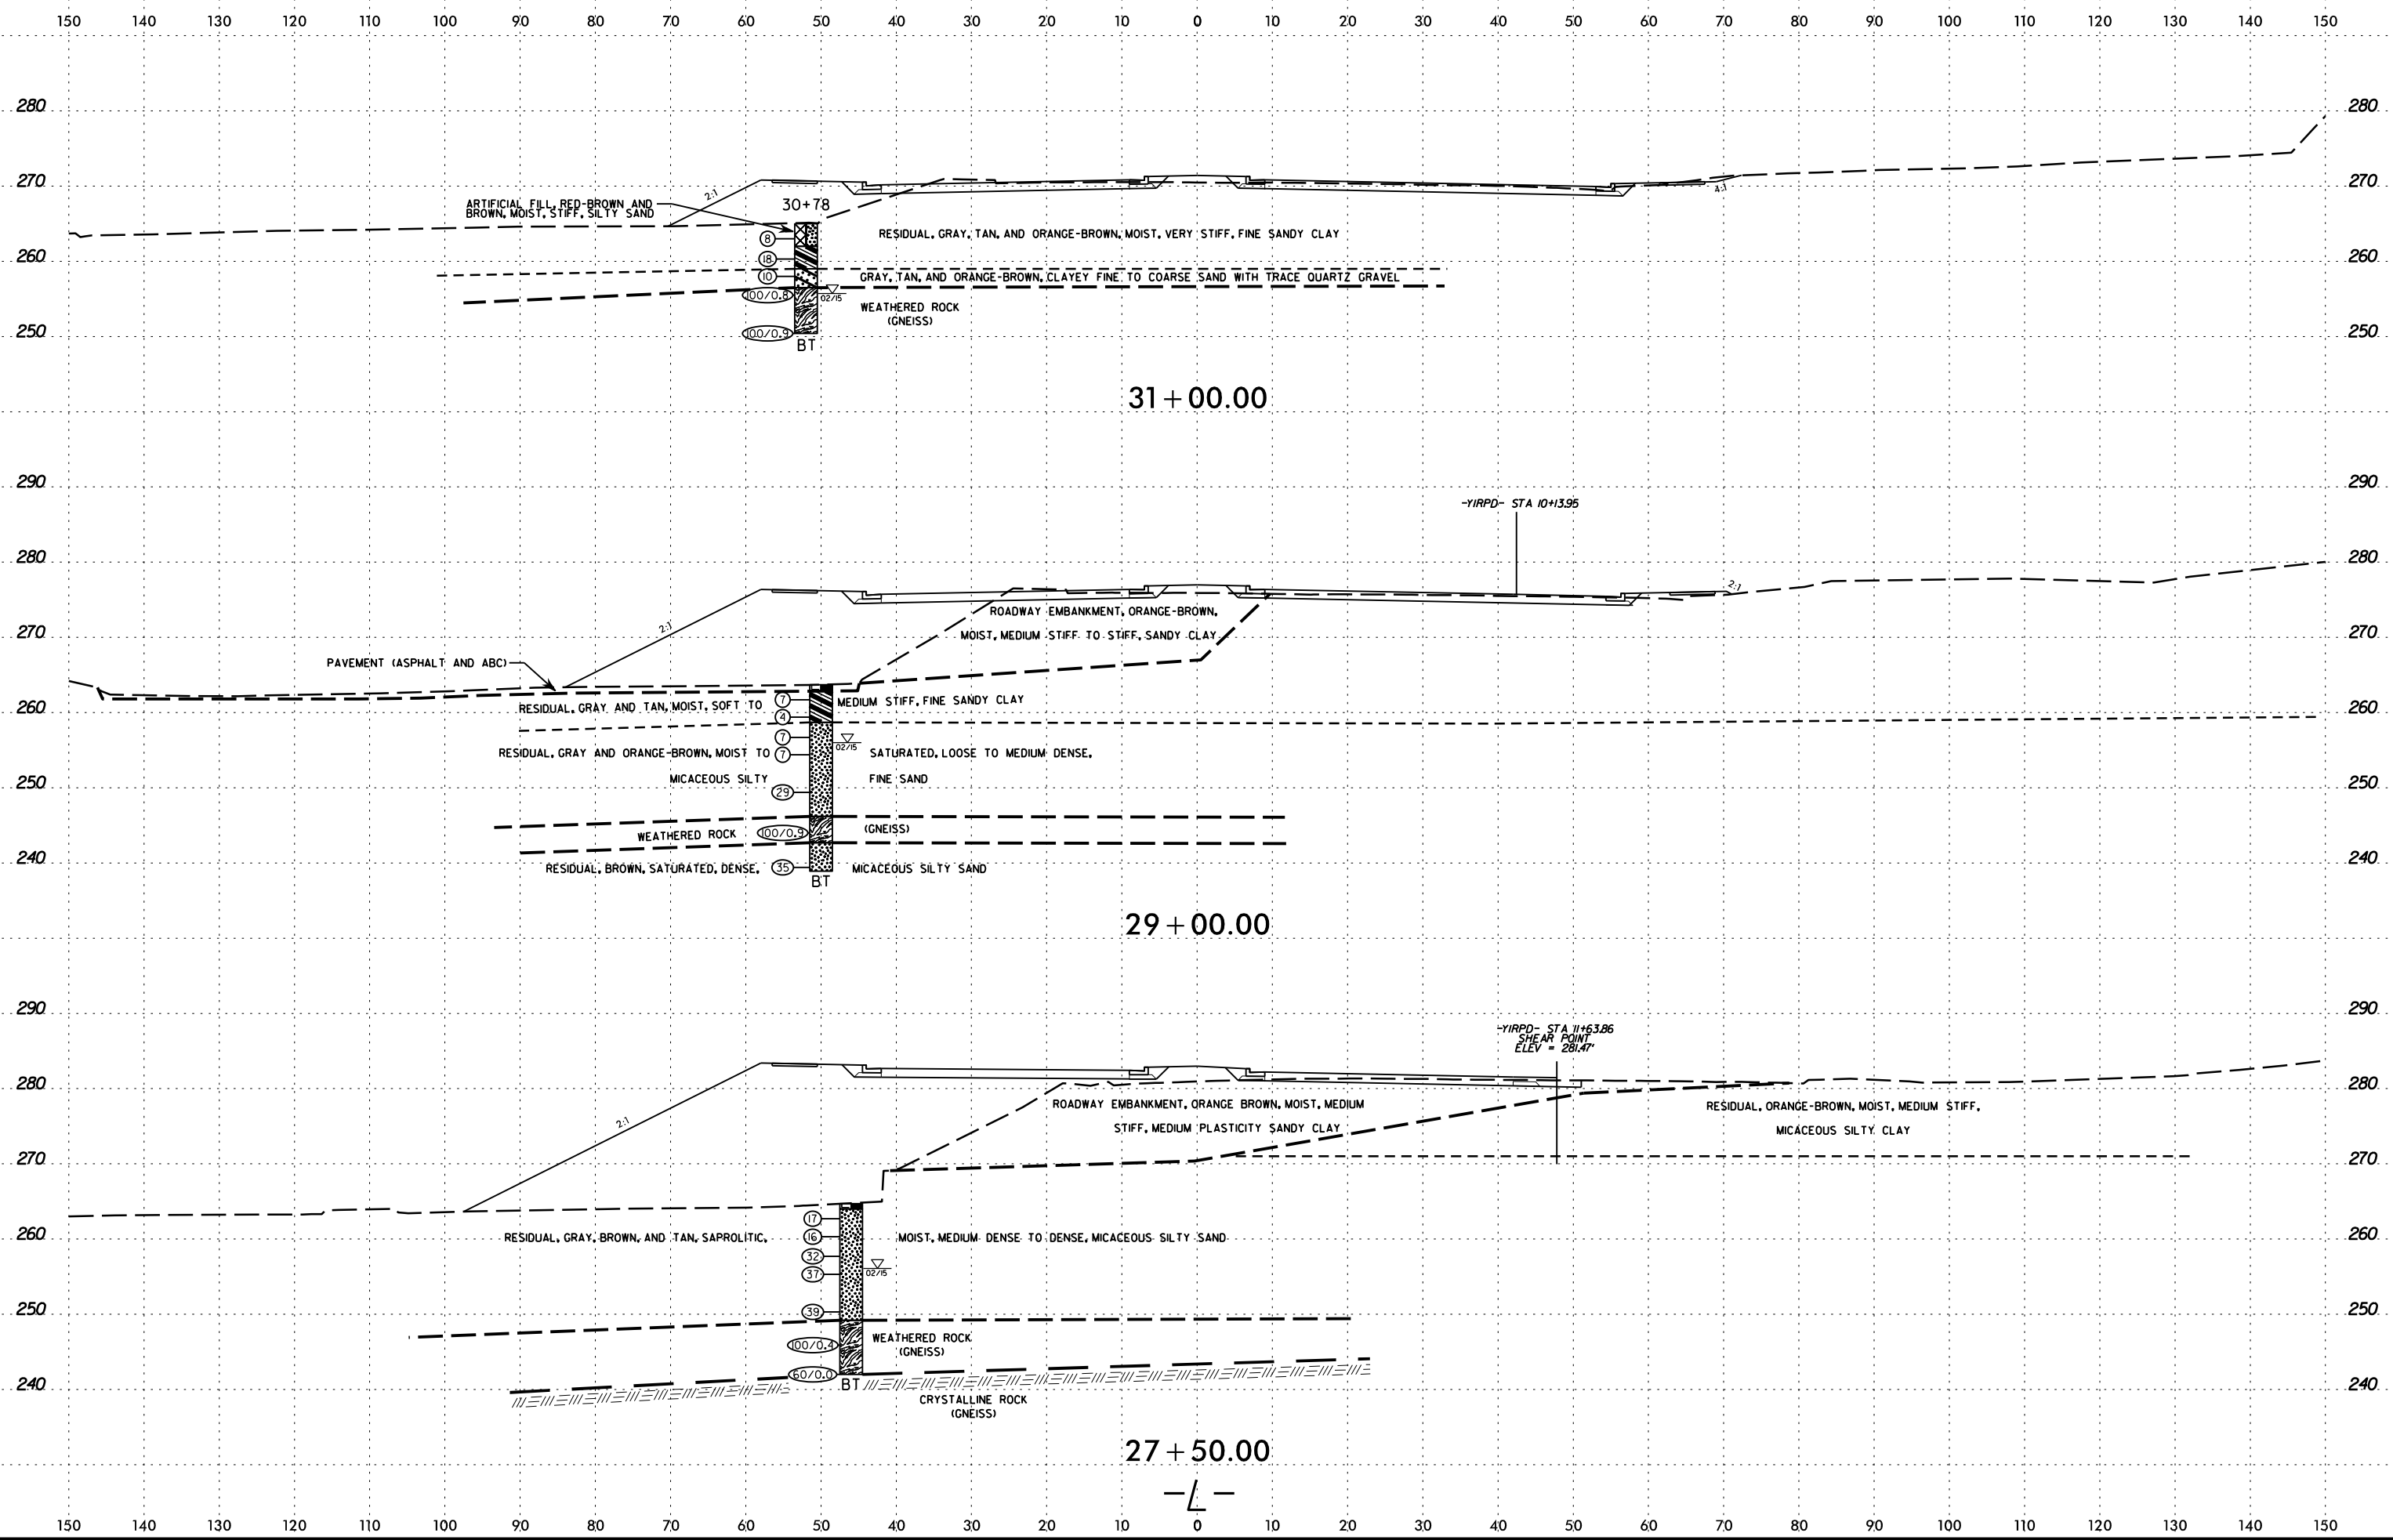 150 140 130 120 110 100 90 80 70 60 50 40 30 20 10 0 10 20 30 40 50 60 70 80 90 100 110 120 130 140 150
280 280
270 270
2:1
4:1
ARTIFICIAL FILL, RED-BROWN AND
BROWN, MOIST, STIFF, SILTY SAND
30+78
RESIDUAL, GRAY, TAN, AND ORANGE-BROWN, MOIST, VERY STIFF, FINE SANDY CLAY
8
260 260
18
10
GRAY, TAN, AND ORANGE-BROWN, CLAYEY FINE TO COARSE SAND WITH TRACE QUARTZ GRAVEL
100/0.8
02/15
WEATHERED ROCK
(GNEISS)
250 250
100/0.9
BT
31+00.00
290 290
-Y1RPD- STA 10+13.95
280 280
2:1
ROADWAY EMBANKMENT, ORANGE-BROWN,
MOIST, MEDIUM STIFF TO STIFF, SANDY CLAY
270 270
2:1
PAVEMENT (ASPHALT AND ABC)
260 260
RESIDUAL, GRAY AND TAN, MOIST, SOFT TO 7 MEDIUM STIFF, FINE SANDY CLAY
4
7
02/15
RESIDUAL, GRAY AND ORANGE-BROWN, MOIST TO 7 SATURATED, LOOSE TO MEDIUM DENSE,
MICACEOUS SILTY FINE SAND
250 250
29
WEATHERED ROCK 100/0.9 (GNEISS)
240 240
RESIDUAL, BROWN, SATURATED, DENSE, 35 MICACEOUS SILTY SAND
BT
29+00.00
290 290
-Y1RPD- STA 11+63.86
SHEAR POINT
ELEV = 281.47'
280 280
2:1
ROADWAY EMBANKMENT, ORANGE BROWN, MOIST, MEDIUM
STIFF, MEDIUM PLASTICITY SANDY CLAY
RESIDUAL, ORANGE-BROWN, MOIST, MEDIUM STIFF,
MICACEOUS SILTY CLAY
270 270
17
260 260
RESIDUAL, GRAY, BROWN, AND TAN, SAPROLITIC, 16 MOIST, MEDIUM DENSE TO DENSE, MICACEOUS SILTY SAND
32
37
02/15
250 250
39
100/0.4
WEATHERED ROCK
(GNEISS)
60/0.0
BT
240 240
CRYSTALLINE ROCK
(GNEISS)
27+50.00
-L-
150 140 130 120 110 100 90 80 70 60 50 40 30 20 10 0 10 20 30 40 50 60 70 80 90 100 110 120 130 140 150